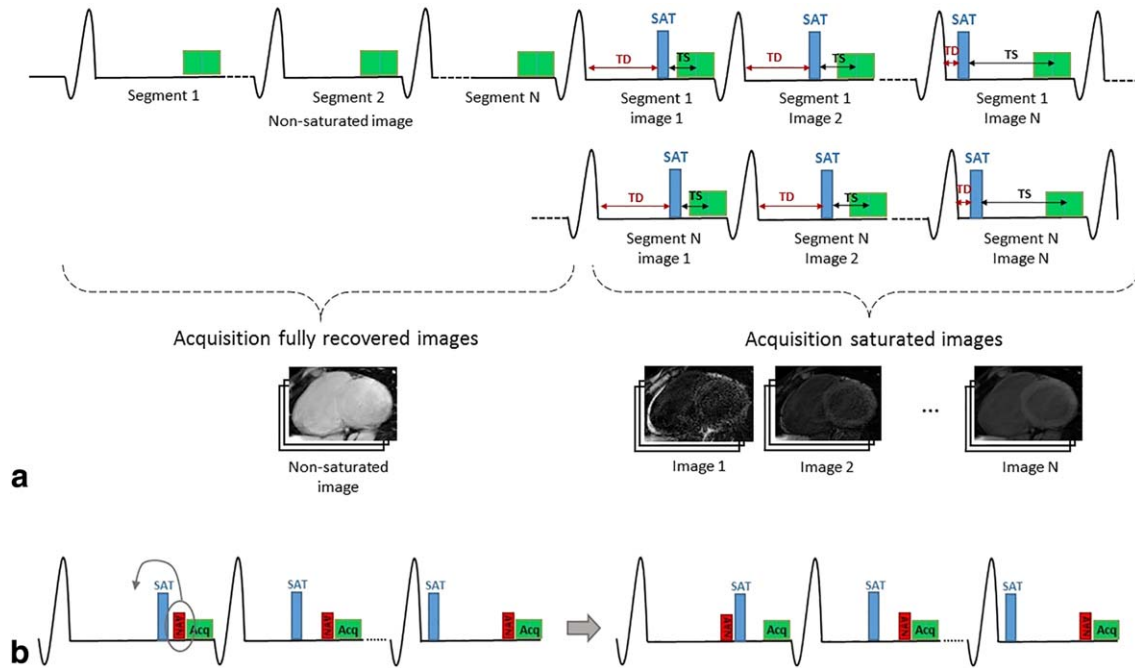 SAT SAT SAT
TD TS TD TS TD TS
Segment 1 Segment 2 Segment N Segment 1 Segment 1 Segment 1
Non-saturated image image 1 Image 2 Image N
SAT SAT SAT
TD TS TD TS TD TS
Segment N Segment N Segment N
image 1 Image 2 Image N
Acquisition fully recovered images Acquisition saturated images
...
Non-saturated Image 1 Image 2 Image N
image
a
SAT SAT SAT SAT SAT SAT
NAV Acq NAV Acq NAV Acq NAV Acq NAV Acq NAV Acq
b